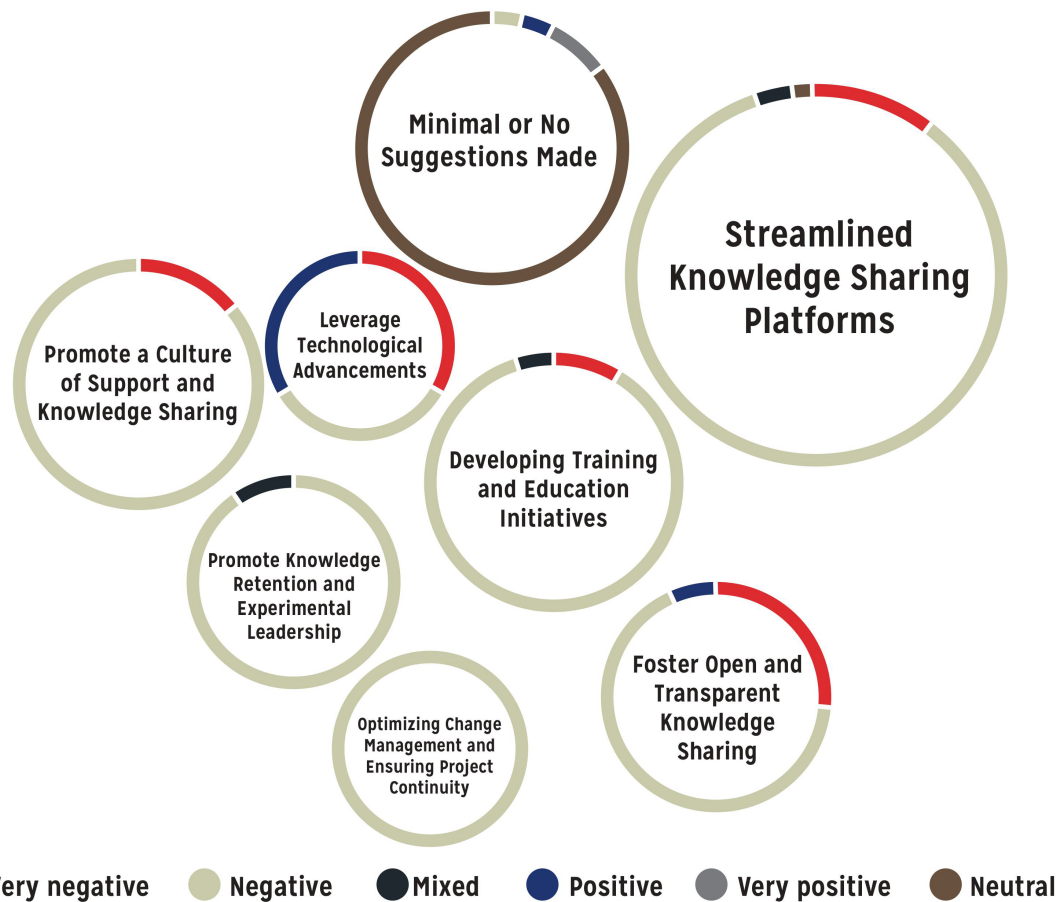 Minimal or No
Suggestions Made
Streamlined
Knowledge Sharing
Platforms
Leverage
Technological
Advancements
Promote a Culture
of Support and
Knowledge Sharing
Developing Training
and Education
Initiatives
Promote Knowledge
Retention and
Experimental
Leadership
Foster Open and
Transparent
Knowledge
Sharing
Optimizing Change
Management and
Ensuring Project
Continuity
ery negative Negative Mixed Positive Very positive Neutral